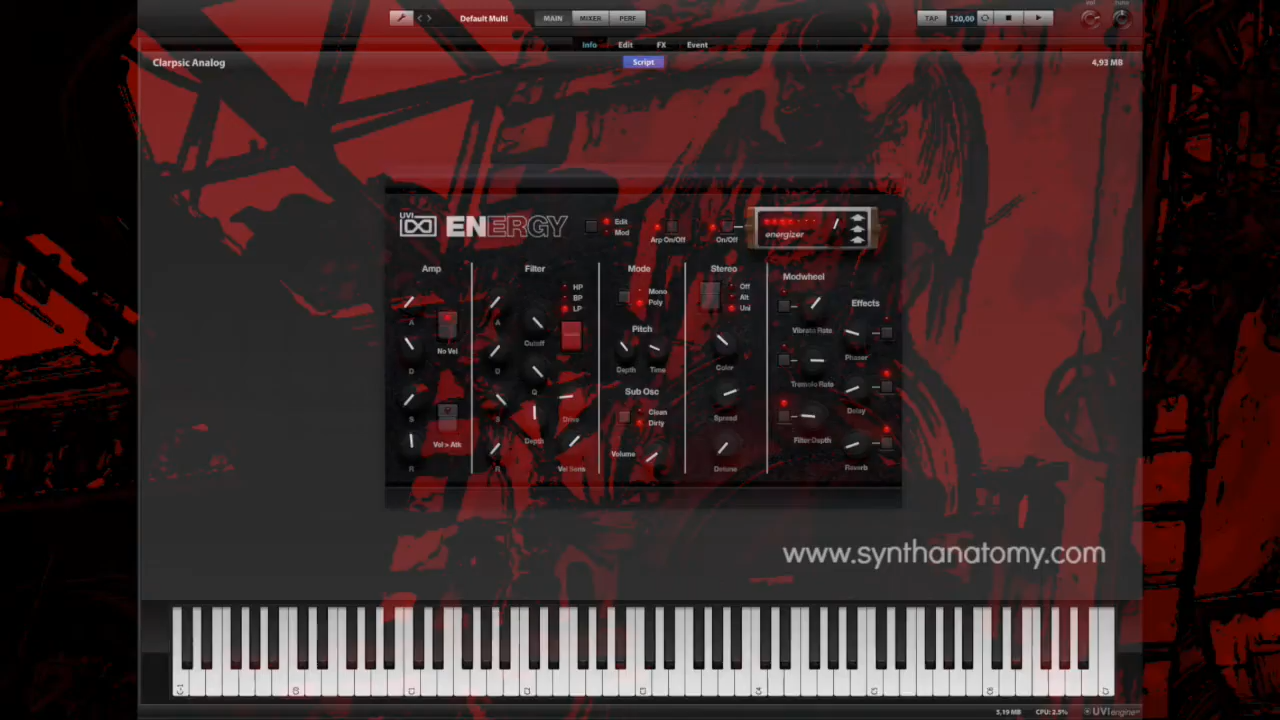 Default Multi
MAIN MIXER PERF
TAP 120,00
Info Edit FX Event
Clarpsic Analog
Script
4,93 MB
UVI ENERGY
Edit
Mod
Arp On/Off
On/Off
energizer
Amp
A
D
S
R
No Vel
Vol > Atk
Filter
HP
BP
LP
A
D
S
R
Cutoff
Q
Drive
Depth
Vel Sens
Mode
Mono
Poly
Pitch
Depth Time
Sub Osc
Clean
Dirty
Volume
Stereo
Off
Alt
Uni
Color
Spread
Detune
Modwheel
Vibrato Rate
Tremolo Rate
Filter Depth
Effects
Phaser
Delay
Reverb
www.synthanatomy.com
5,19 MB CPU: 2.5% UVIengine